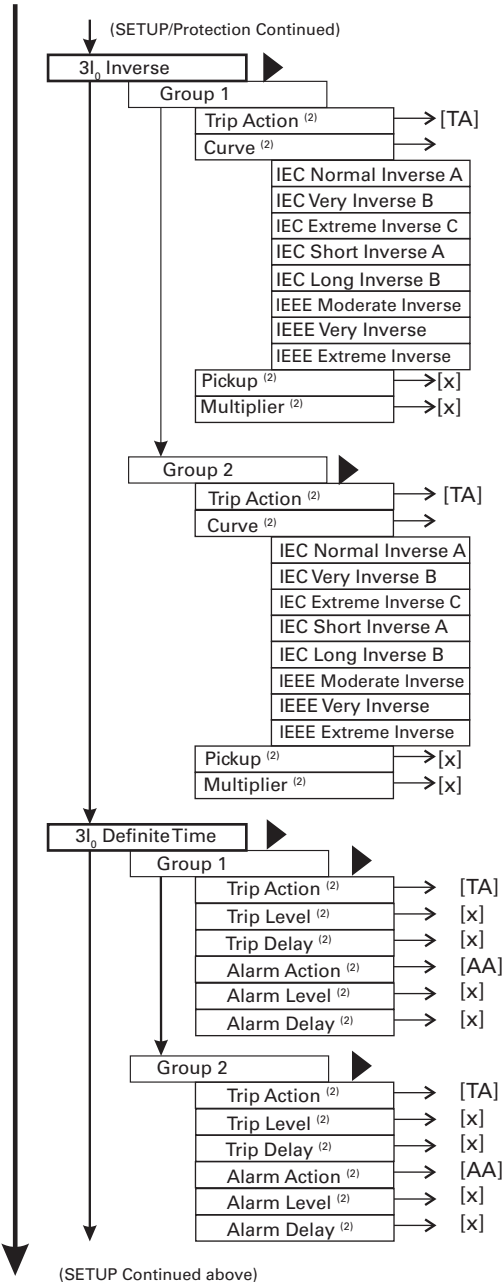 (SETUP/Protection Continued)
3I₀ Inverse
Group 1
Trip Action (2) [TA]
Curve (2)
IEC Normal Inverse A
IEC Very Inverse B
IEC Extreme Inverse C
IEC Short Inverse A
IEC Long Inverse B
IEEE Moderate Inverse
IEEE Very Inverse
IEEE Extreme Inverse
Pickup (2) [x]
Multiplier (2) [x]
Group 2
Trip Action (2) [TA]
Curve (2)
IEC Normal Inverse A
IEC Very Inverse B
IEC Extreme Inverse C
IEC Short Inverse A
IEC Long Inverse B
IEEE Moderate Inverse
IEEE Very Inverse
IEEE Extreme Inverse
Pickup (2) [x]
Multiplier (2) [x]
3I₀ Definite Time
Group 1
Trip Action (2) [TA]
Trip Level (2) [x]
Trip Delay (2) [x]
Alarm Action (2) [AA]
Alarm Level (2) [x]
Alarm Delay (2) [x]
Group 2
Trip Action (2) [TA]
Trip Level (2) [x]
Trip Delay (2) [x]
Alarm Action (2) [AA]
Alarm Level (2) [x]
Alarm Delay (2) [x]
(SETUP Continued above)